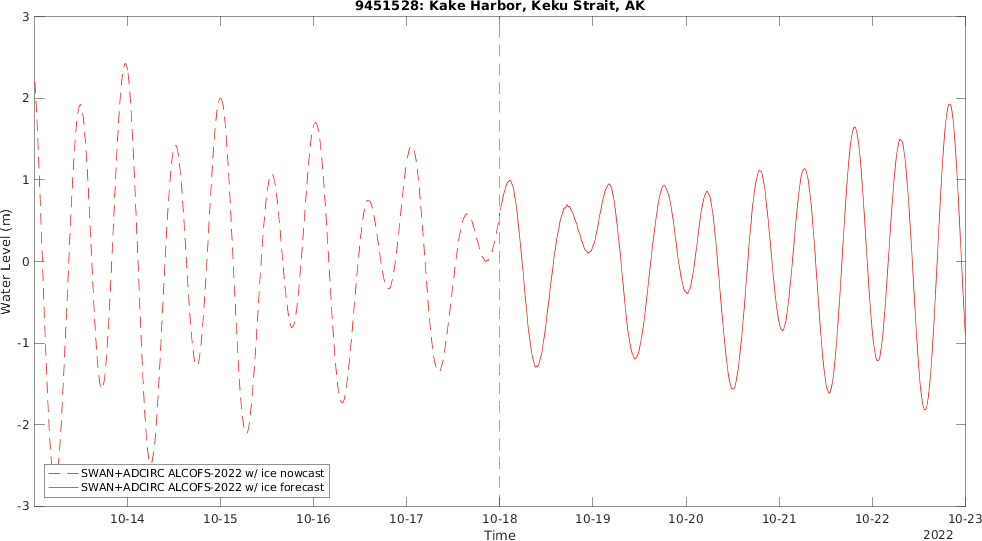 9451528: Kake Harbor, Keku Strait, AK
3
2
1
0
-1
-2
-3
Water Level (m)
SWAN+ADCIRC ALCOFS-2022 w/ ice nowcast
SWAN+ADCIRC ALCOFS-2022 w/ ice forecast
10-14 10-15 10-16 10-17 10-18 10-19 10-20 10-21 10-22 10-23
Time
2022